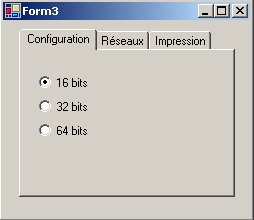 Form3
Configuration Réseaux Impression
16 bits
32 bits
64 bits